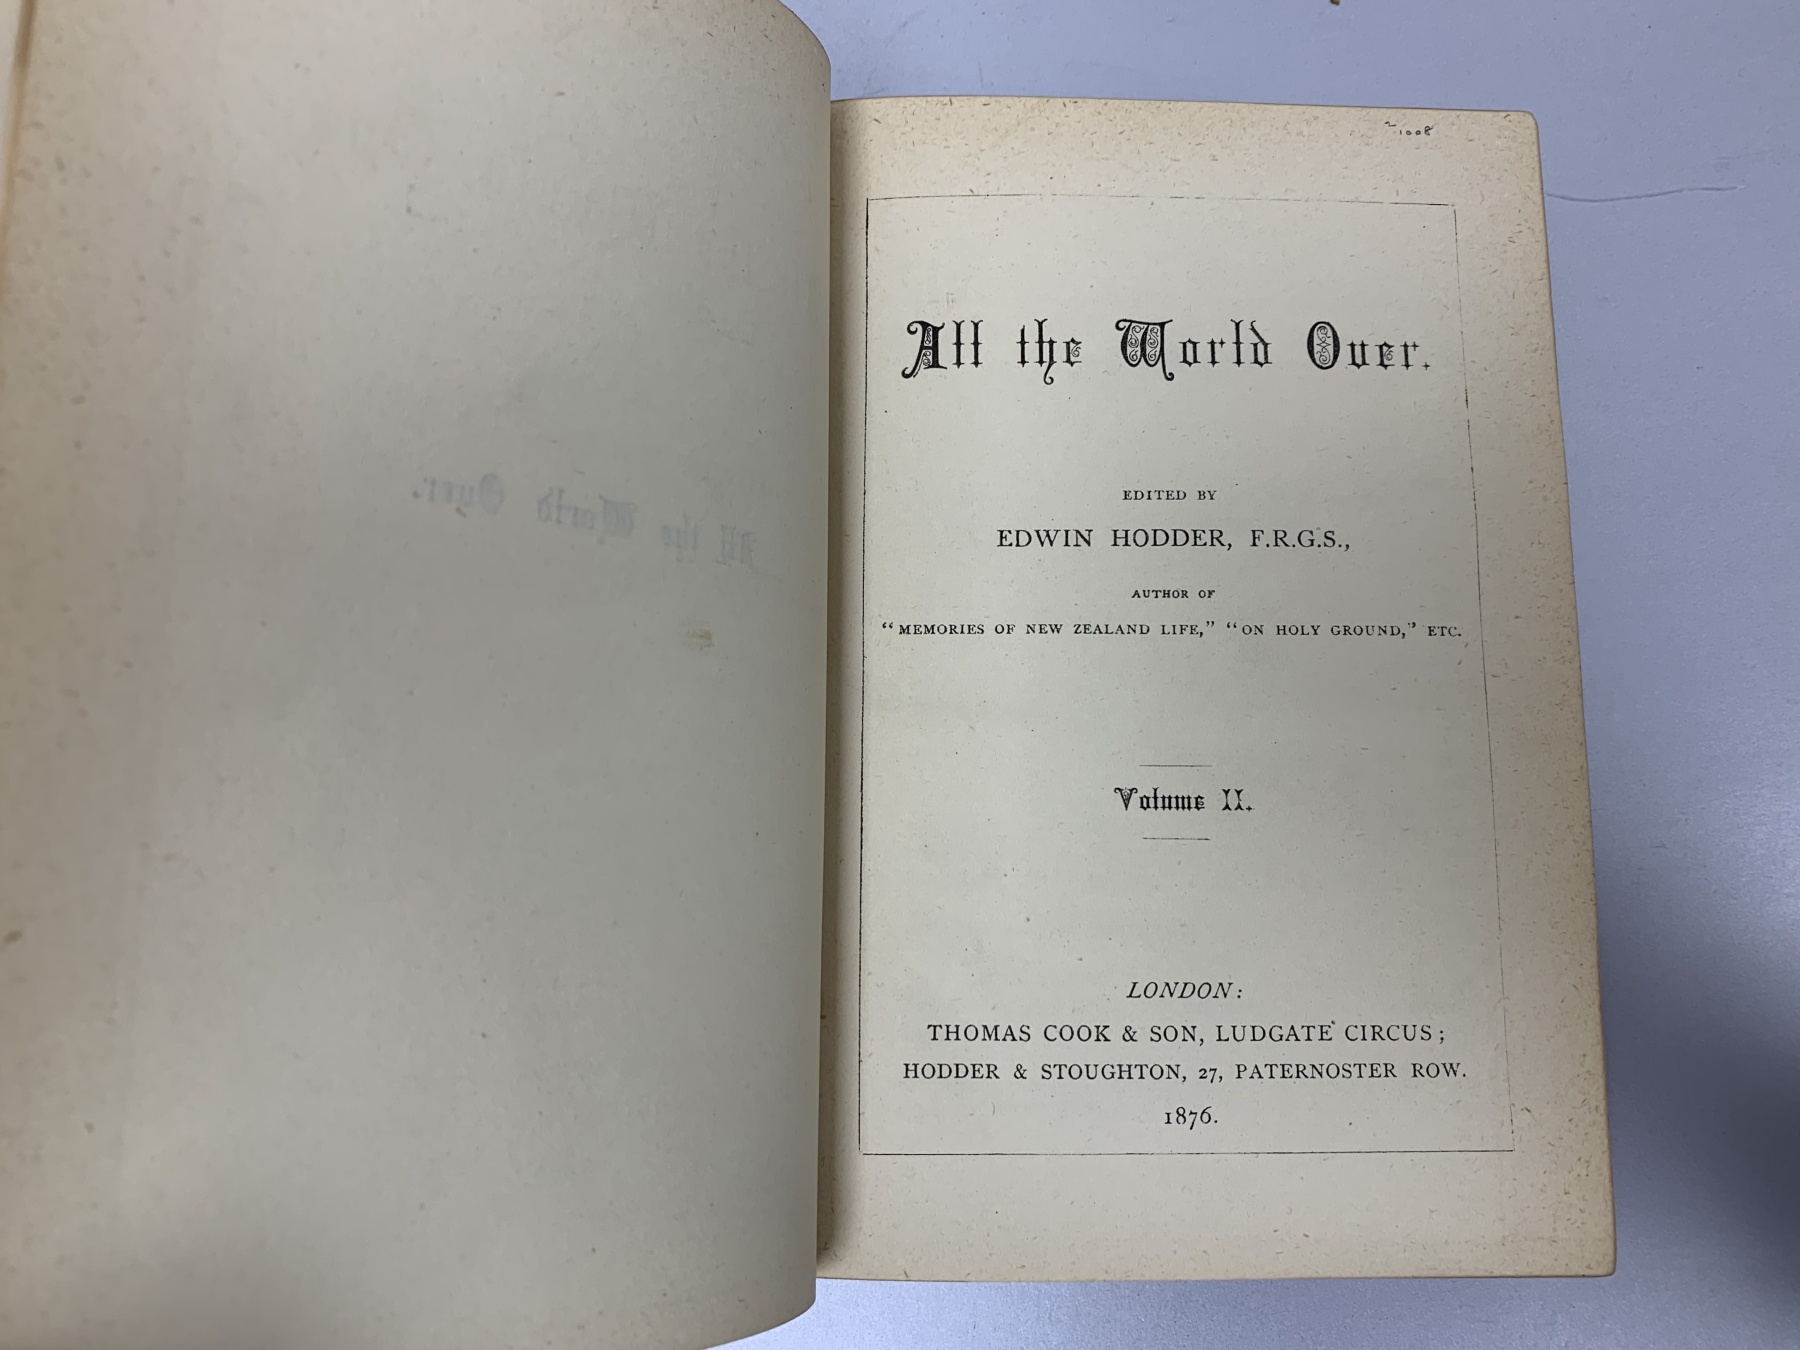 1008
All the World Over.
EDITED BY
EDWIN HODDER, F.R.G.S.,
AUTHOR OF
“MEMORIES OF NEW ZEALAND LIFE,” “ON HOLY GROUND,” ETC.
Volume II.
LONDON:
THOMAS COOK & SON, LUDGATE CIRCUS;
HODDER & STOUGHTON, 27, PATERNOSTER ROW.
1876.